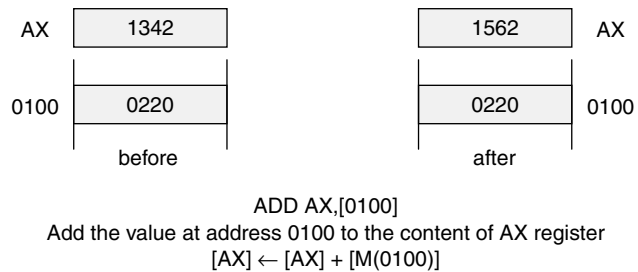 AX 1342 1562 AX
0100 0220 0220 0100
before after
ADD AX,[0100]
Add the value at address 0100 to the content of AX register
[AX] ← [AX] + [M(0100)]